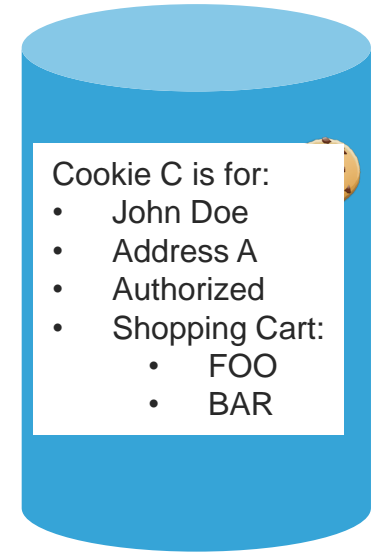 Cookie C is for:
• John Doe
• Address A
• Authorized
• Shopping Cart:
• FOO
• BAR